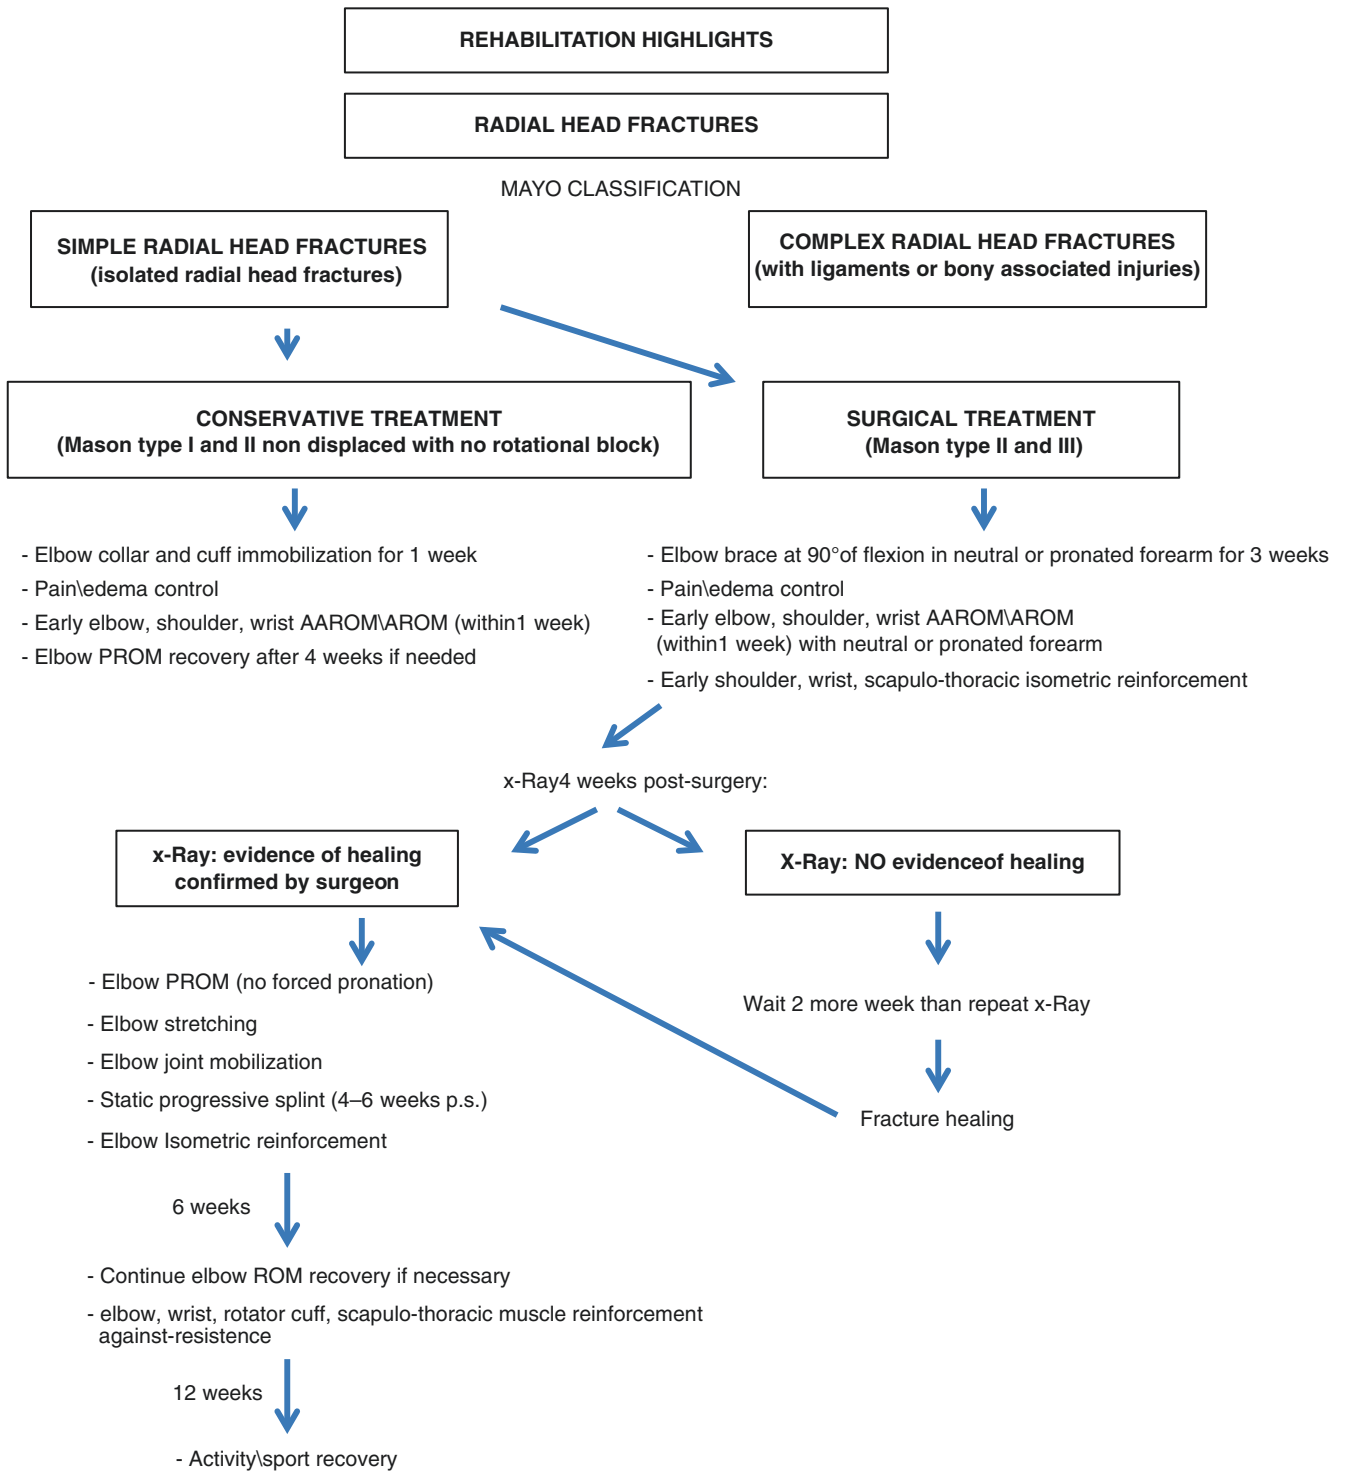 REHABILITATION HIGHLIGHTS
RADIAL HEAD FRACTURES
MAYO CLASSIFICATION
SIMPLE RADIAL HEAD FRACTURES
(isolated radial head fractures)
COMPLEX RADIAL HEAD FRACTURES
(with ligaments or bony associated injuries)
CONSERVATIVE TREATMENT
(Mason type I and II non displaced with no rotational block)
SURGICAL TREATMENT
(Mason type II and III)
- Elbow collar and cuff immobilization for 1 week
- Pain\edema control
- Early elbow, shoulder, wrist AAROM\AROM (within1 week)
- Elbow PROM recovery after 4 weeks if needed
- Elbow brace at 90°of flexion in neutral or pronated forearm for 3 weeks
- Pain\edema control
- Early elbow, shoulder, wrist AAROM\AROM
(within1 week) with neutral or pronated forearm
- Early shoulder, wrist, scapulo-thoracic isometric reinforcement
x-Ray4 weeks post-surgery:
x-Ray: evidence of healing
confirmed by surgeon
X-Ray: NO evidenceof healing
- Elbow PROM (no forced pronation)
- Elbow stretching
- Elbow joint mobilization
- Static progressive splint (4–6 weeks p.s.)
- Elbow Isometric reinforcement
Wait 2 more week than repeat x-Ray
Fracture healing
6 weeks
- Continue elbow ROM recovery if necessary
- elbow, wrist, rotator cuff, scapulo-thoracic muscle reinforcement
against-resistence
12 weeks
- Activity\sport recovery